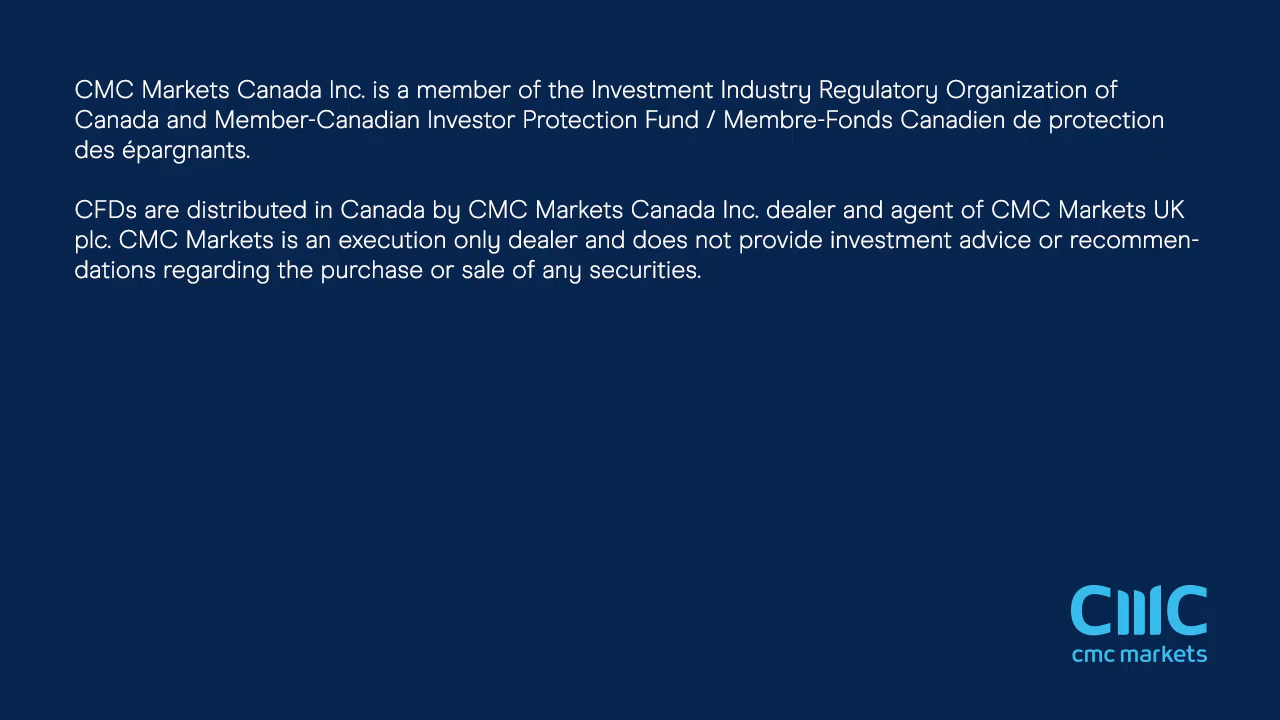 CMC Markets Canada Inc. is a member of the Investment Industry Regulatory Organization of
Canada and Member-Canadian Investor Protection Fund / Membre-Fonds Canadien de protection
des épargnants.
CFDs are distributed in Canada by CMC Markets Canada Inc. dealer and agent of CMC Markets UK
plc. CMC Markets is an execution only dealer and does not provide investment advice or recommen-
dations regarding the purchase or sale of any securities.
CMC
cmc markets